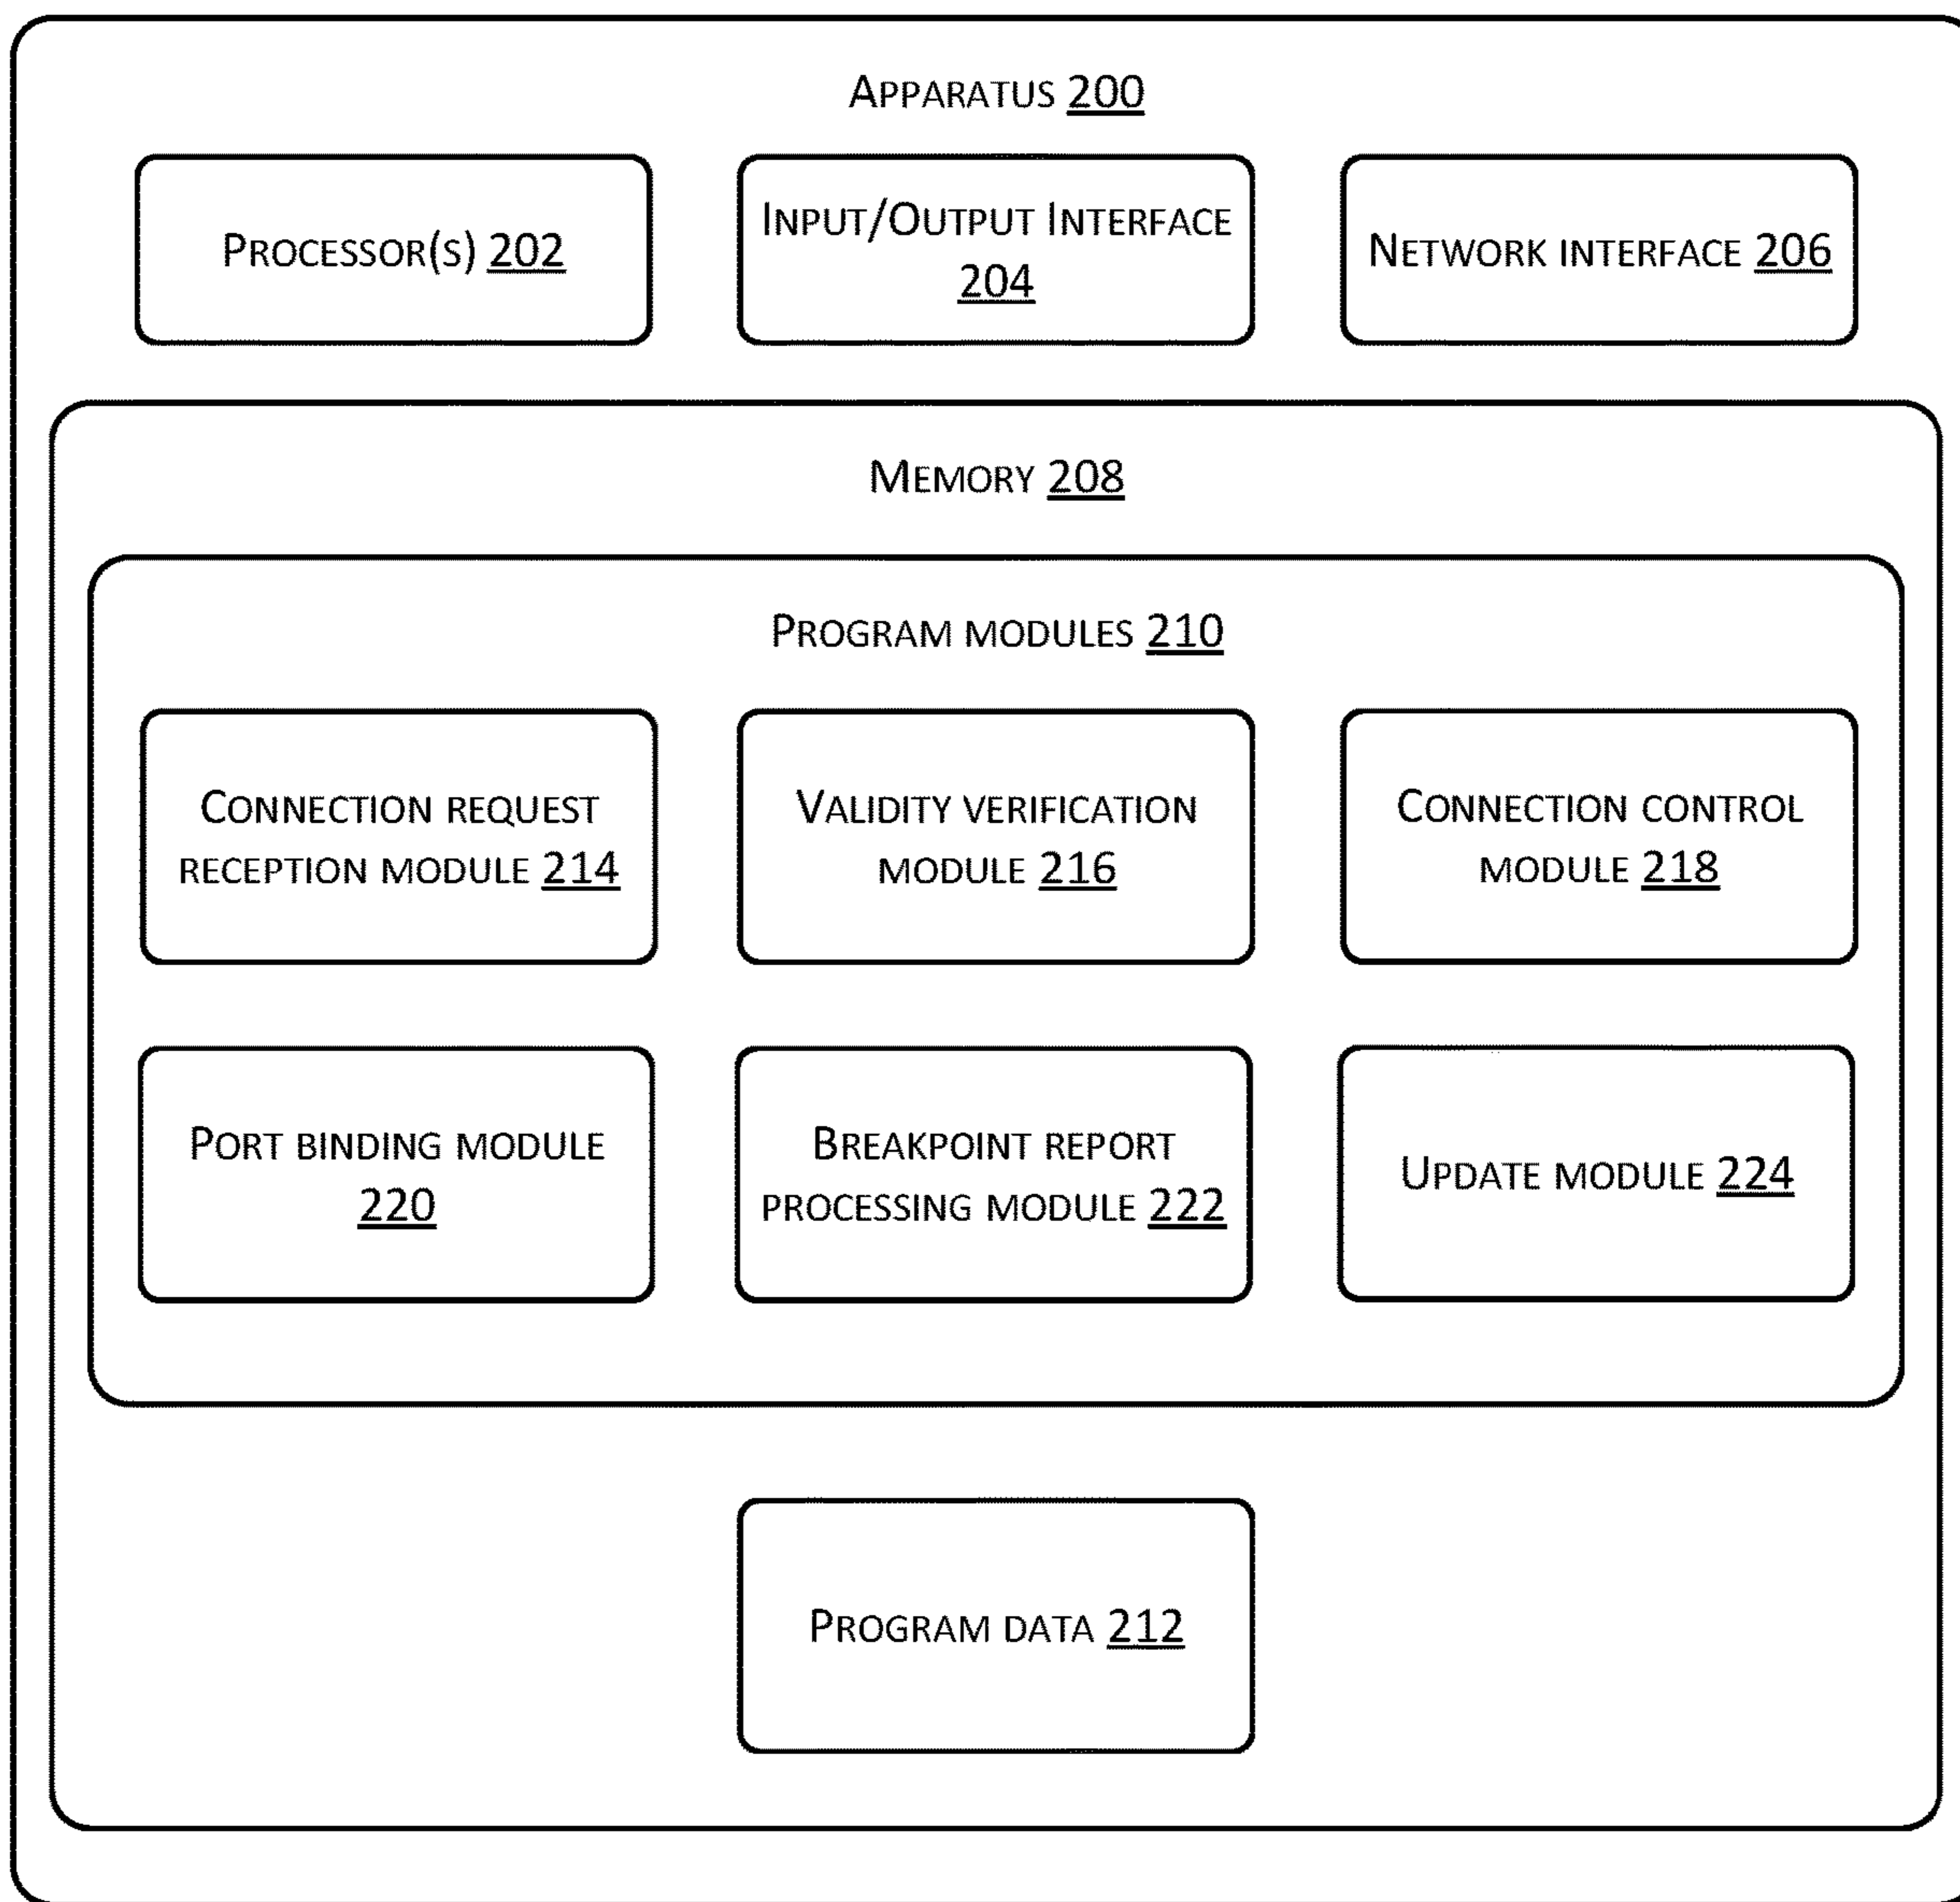 APPARATUS 200
PROCESSOR(S) 202
INPUT/OUTPUT INTERFACE
204
NETWORK INTERFACE 206
MEMORY 208
PROGRAM MODULES 210
CONNECTION REQUEST
RECEPTION MODULE 214
VALIDITY VERIFICATION
MODULE 216
CONNECTION CONTROL
MODULE 218
PORT BINDING MODULE
220
BREAKPOINT REPORT
PROCESSING MODULE 222
UPDATE MODULE 224
PROGRAM DATA 212